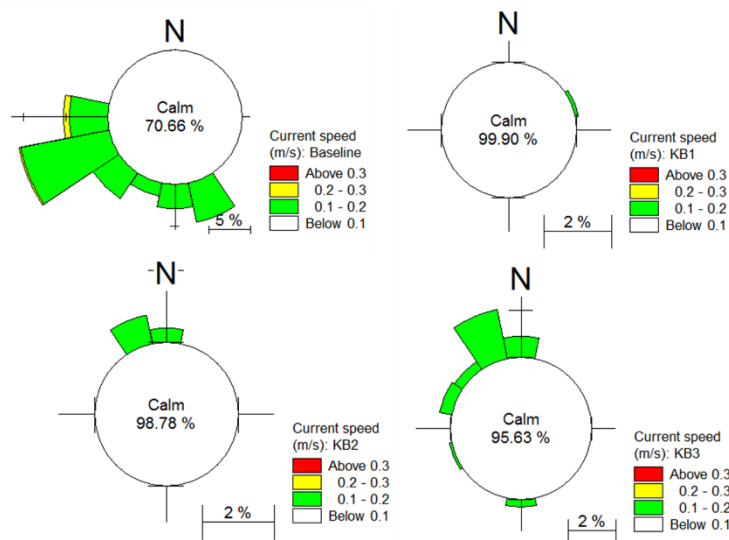 N
Calm
70.66 %
Current speed
(m/s): Baseline
Above 0.3
0.2 - 0.3
0.1 - 0.2
Below 0.1
5 %
N
Calm
99.90 %
Current speed
(m/s): KB1
Above 0.3
0.2 - 0.3
0.1 - 0.2
Below 0.1
2 %
N
Calm
98.78 %
Current speed
(m/s): KB2
Above 0.3
0.2 - 0.3
0.1 - 0.2
Below 0.1
2 %
N
Calm
95.63 %
Current speed
(m/s): KB3
Above 0.3
0.2 - 0.3
0.1 - 0.2
Below 0.1
2 %